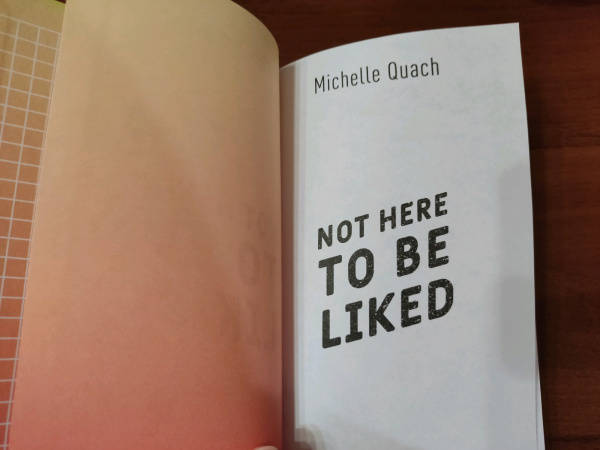 Michelle Quach
NOT HERE
TO BE
LIKED